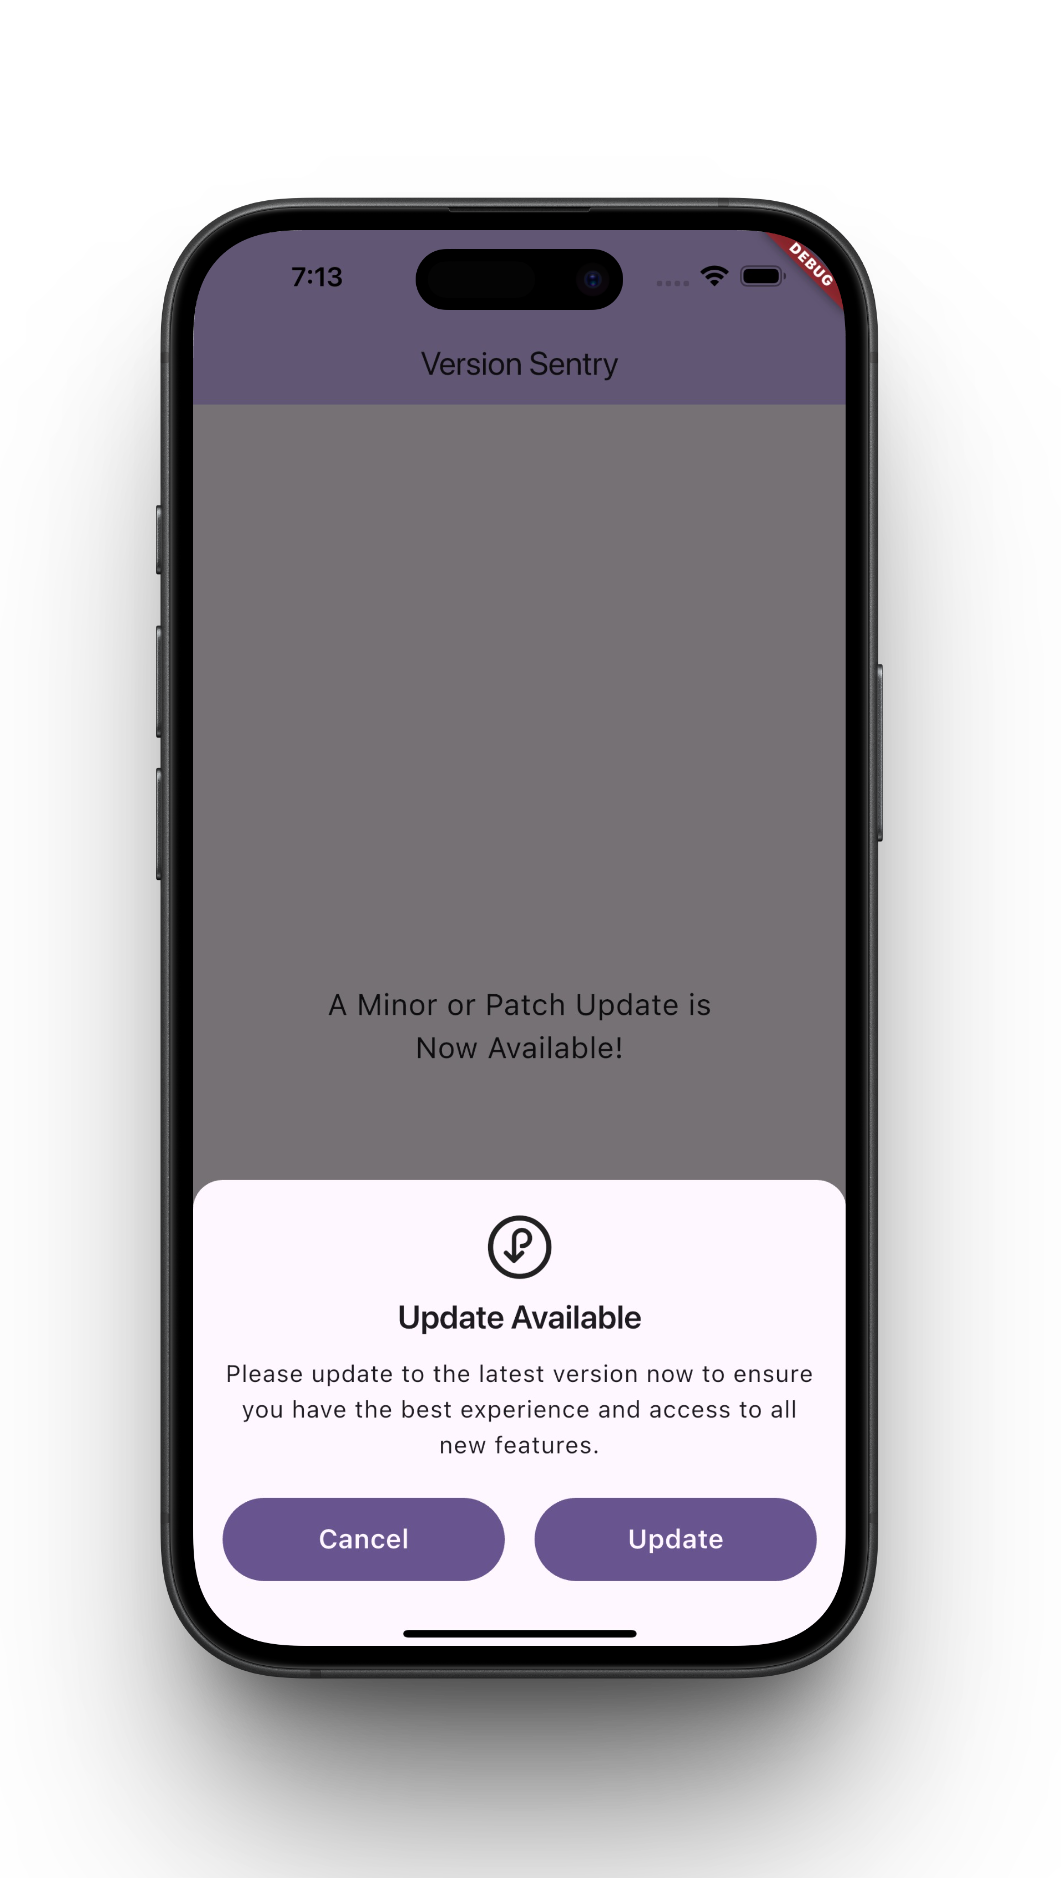 7:13
DEBUG
Version Sentry
A Minor or Patch Update is
Now Available!
Update Available
Please update to the latest version now to ensure
you have the best experience and access to all
new features.
Cancel
Update